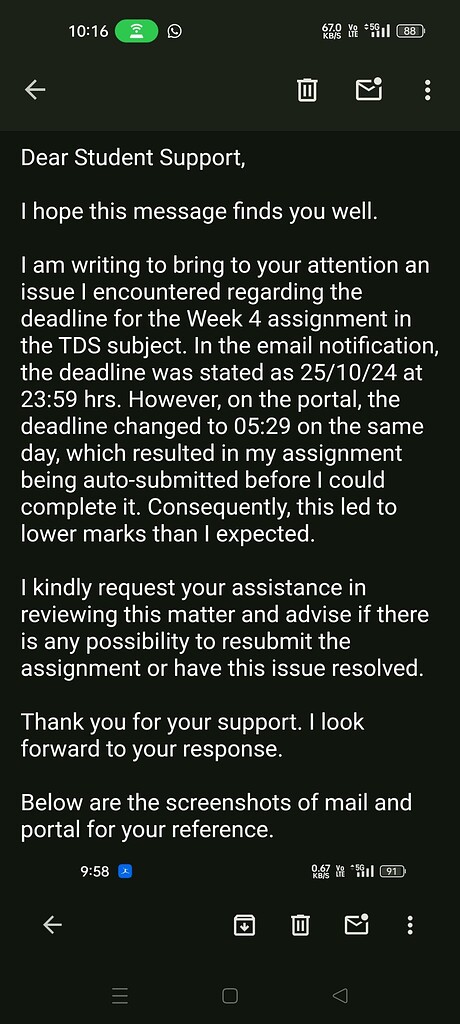 10:16
67.0 KB/S Vo LTE 5G 88
Dear Student Support,
I hope this message finds you well.
I am writing to bring to your attention an
issue I encountered regarding the
deadline for the Week 4 assignment in
the TDS subject. In the email notification,
the deadline was stated as 25/10/24 at
23:59 hrs. However, on the portal, the
deadline changed to 05:29 on the same
day, which resulted in my assignment
being auto-submitted before I could
complete it. Consequently, this led to
lower marks than I expected.
I kindly request your assistance in
reviewing this matter and advise if there
is any possibility to resubmit the
assignment or have this issue resolved.
Thank you for your support. I look
forward to your response.
Below are the screenshots of mail and
portal for your reference.
9:58
0.67 KB/S Vo LTE 5G 91